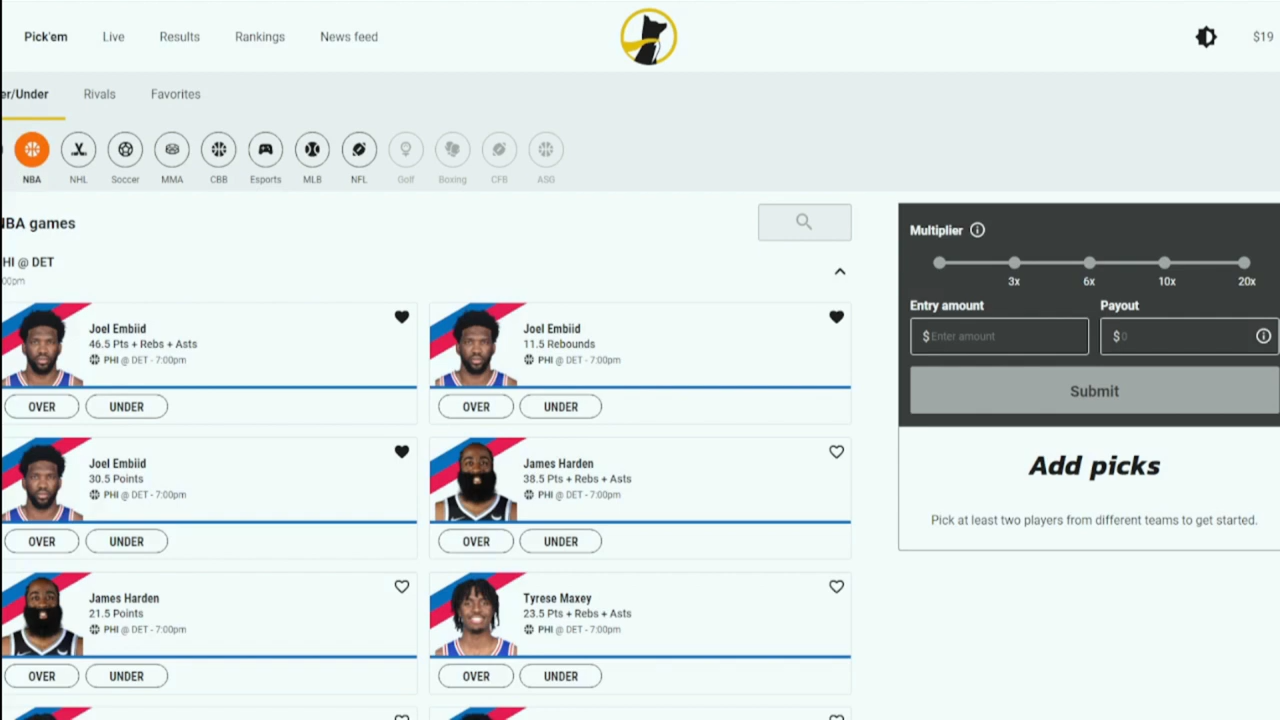 Pick'em Live Results Rankings News feed $19
er/Under Rivals Favorites
NBA NHL Soccer MMA CBB Esports MLB NFL Golf Boxing CFB ASG
NBA games
HI @ DET
00pm
Joel Embiid
46.5 Pts + Rebs + Asts
PHI @ DET - 7:00pm
OVER UNDER
Joel Embiid
11.5 Rebounds
PHI @ DET - 7:00pm
OVER UNDER
Joel Embiid
30.5 Points
PHI @ DET - 7:00pm
OVER UNDER
James Harden
38.5 Pts + Rebs + Asts
PHI @ DET - 7:00pm
OVER UNDER
James Harden
21.5 Points
PHI @ DET - 7:00pm
OVER UNDER
Tyrese Maxey
23.5 Pts + Rebs + Asts
PHI @ DET - 7:00pm
OVER UNDER
Multiplier
3x 6x 10x 20x
Entry amount Payout
$ Enter amount $ 0
Submit
Add picks
Pick at least two players from different teams to get started.